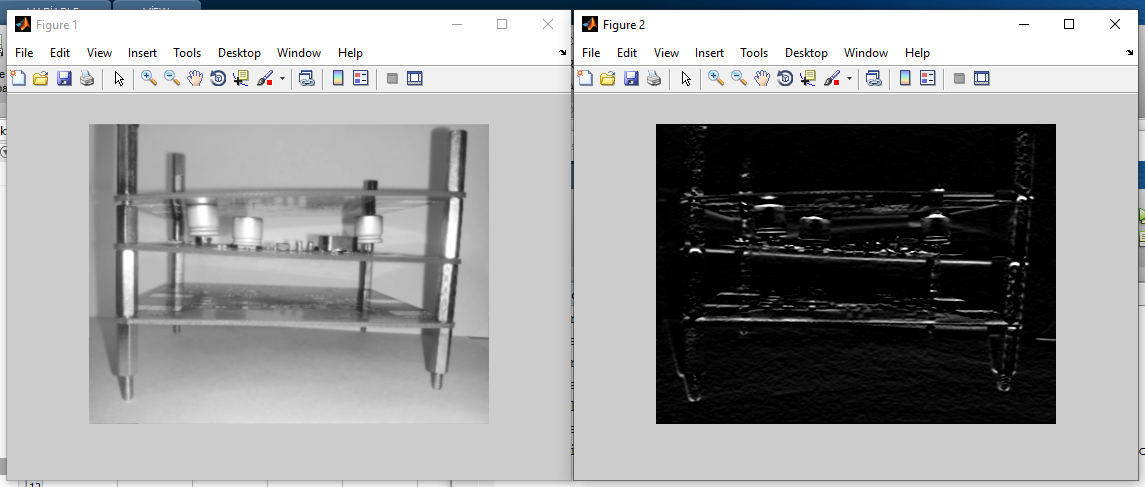 Figure 1
File Edit View Insert Tools Desktop Window Help
Figure 2
File Edit View Insert Tools Desktop Window Help
12